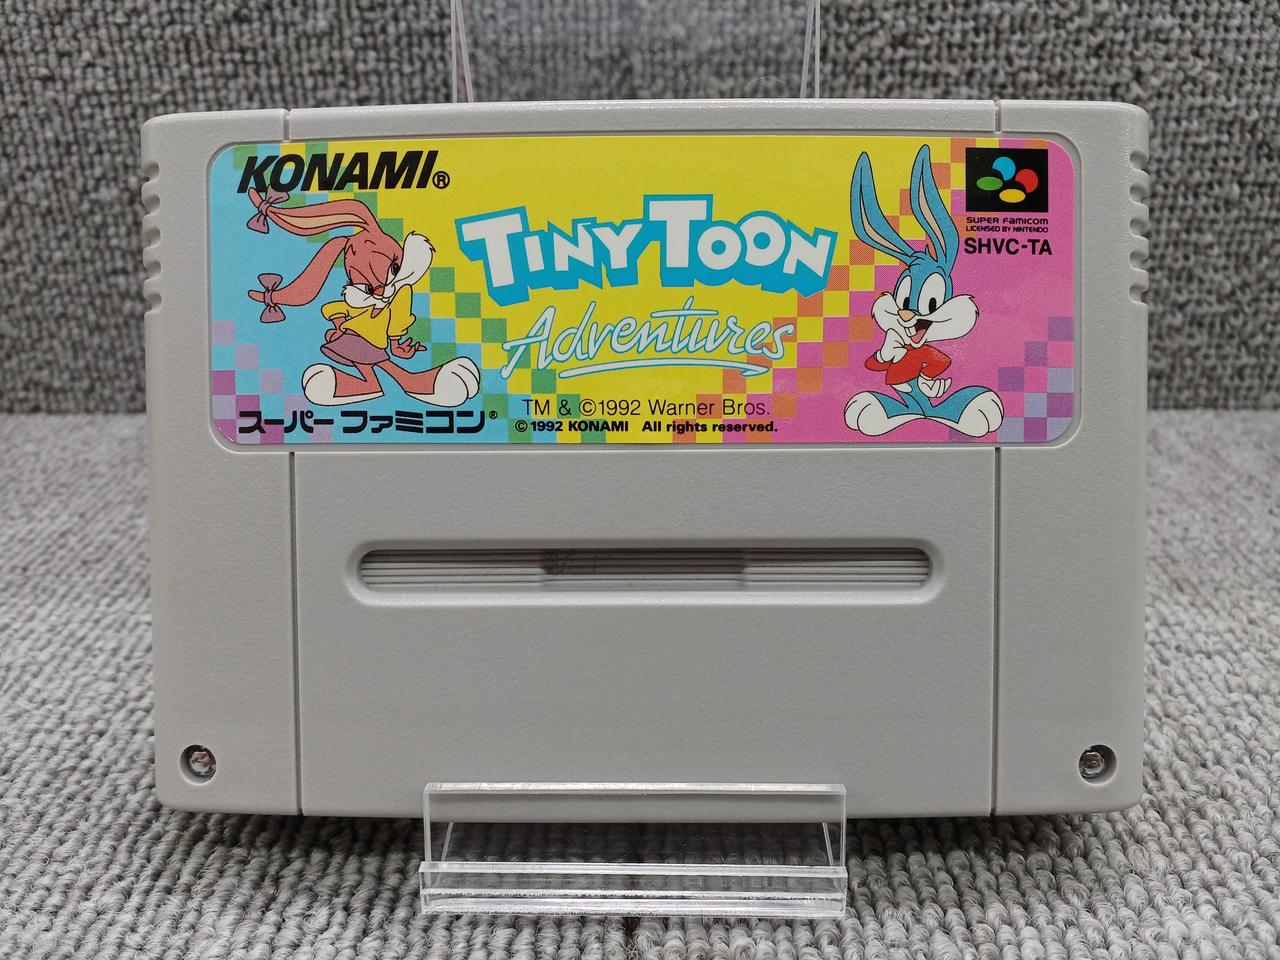 KONAMI®
TINY TOON
Adventures
SUPER FAMICOM
LICENSED BY NINTENDO
SHVC-TA
スーパーファミコン®
TM & ©1992 Warner Bros.
© 1992 KONAMI All rights reserved.